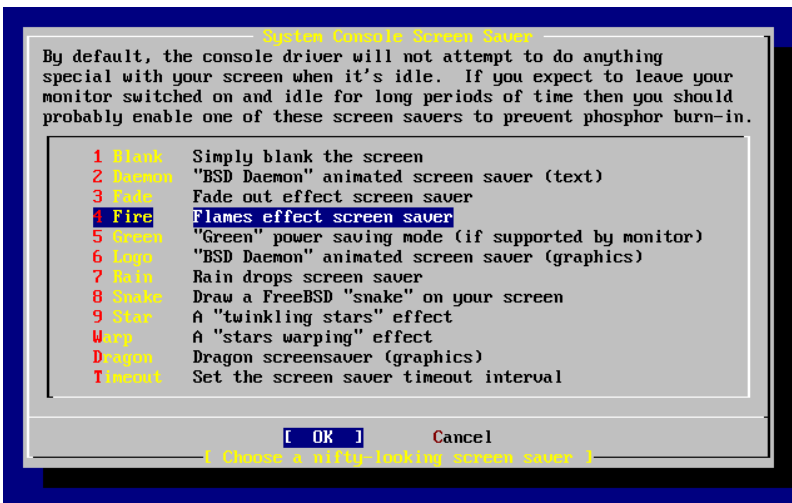 System Console Screen Saver
By default, the console driver will not attempt to do anything
special with your screen when it's idle.  If you expect to leave your
monitor switched on and idle for long periods of time then you should
probably enable one of these screen savers to prevent phosphor burn-in.
1 Blank    Simply blank the screen
2 Daemon   "BSD Daemon" animated screen saver (text)
3 Fade     Fade out effect screen saver
4 Fire     Flames effect screen saver
5 Green    "Green" power saving mode (if supported by monitor)
6 Logo     "BSD Daemon" animated screen saver (graphics)
7 Rain     Rain drops screen saver
8 Snake    Draw a FreeBSD "snake" on your screen
9 Star     A "twinkling stars" effect
Warp       A "stars warping" effect
Dragon     Dragon screensaver (graphics)
Timeout    Set the screen saver timeout interval
[  OK  ]       Cancel
[ Choose a nifty-looking screen saver ]